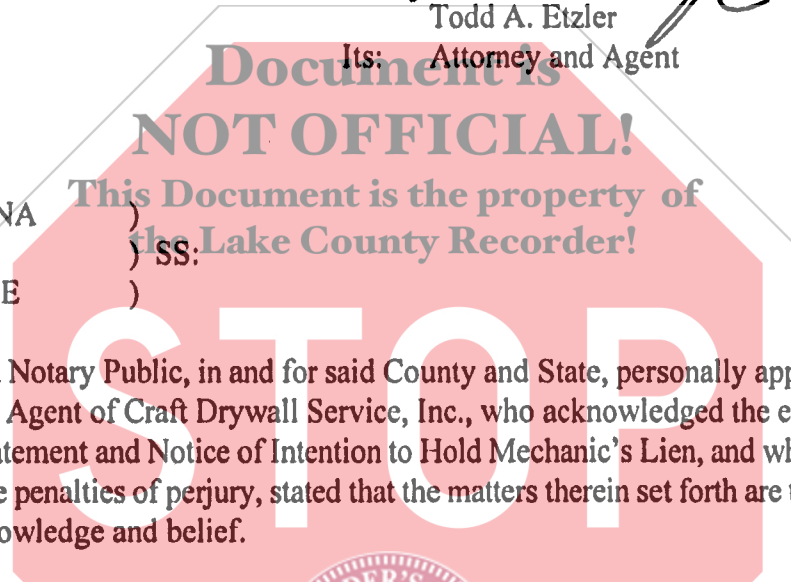 Todd A. Etzler
Its: Attorney and Agent
Document is
NOT OFFICIAL!
This Document is the property of
the Lake County Recorder!
NA )
) SS:
E )
STOP
Notary Public, in and for said County and State, personally app
Agent of Craft Drywall Service, Inc., who acknowledged the e
atement and Notice of Intention to Hold Mechanic's Lien, and wh
e penalties of perjury, stated that the matters therein set forth are t
owledge and belief.
DER'S